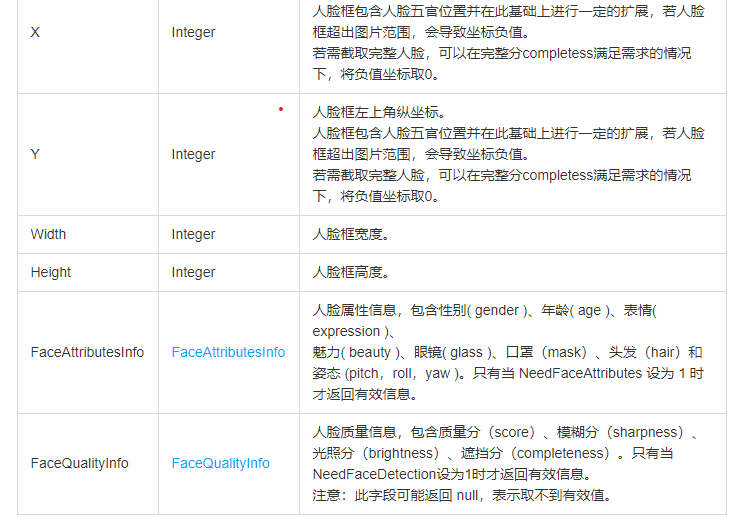 X
Integer
人脸框包含人脸五官位置并在此基础上进行一定的扩展，若人脸
框超出图片范围，会导致坐标负值。
若需截取完整人脸，可以在完整分completess满足需求的情况
下，将负值坐标取0。
Y
Integer
人脸框左上角纵坐标。
人脸框包含人脸五官位置并在此基础上进行一定的扩展，若人脸
框超出图片范围，会导致坐标负值。
若需截取完整人脸，可以在完整分completess满足需求的情况
下，将负值坐标取0。
Width
Integer
人脸框宽度。
Height
Integer
人脸框高度。
FaceAttributesInfo
FaceAttributesInfo
人脸属性信息，包含性别( gender )、年龄( age )、表情(
expression )、
魅力( beauty )、眼镜( glass )、口罩（mask）、头发（hair）和
姿态 (pitch，roll，yaw )。只有当 NeedFaceAttributes 设为 1 时
才返回有效信息。
FaceQualityInfo
FaceQualityInfo
人脸质量信息，包含质量分（score）、模糊分（sharpness）、
光照分（brightness）、遮挡分（completeness）。只有当
NeedFaceDetection设为1时才返回有效信息。
注意：此字段可能返回 null，表示取不到有效值。